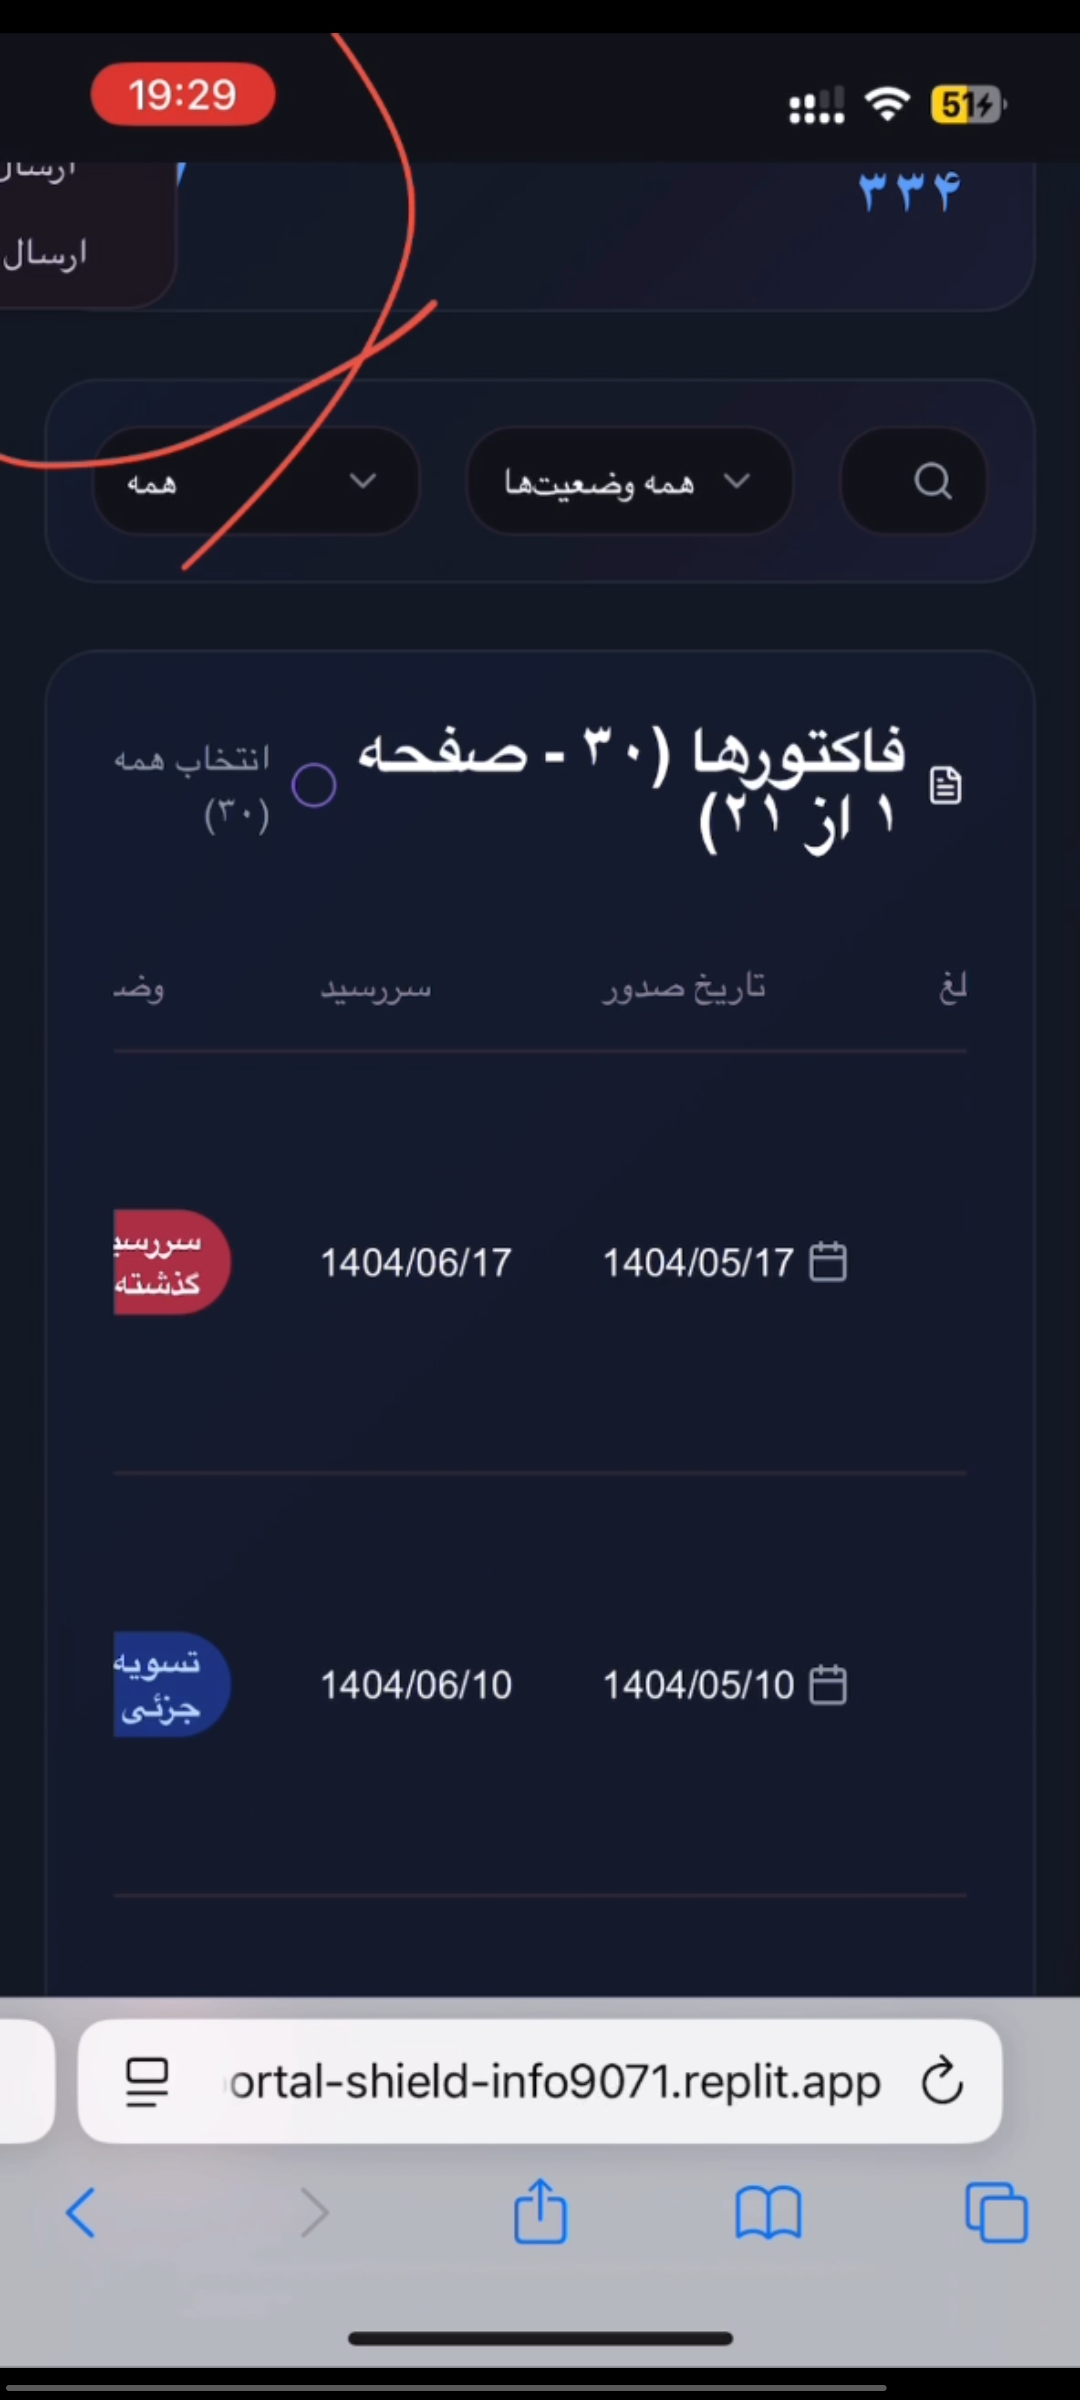 19:29
51
ارسال
۳۳۴
ارسال
همه وضعیت‌ها
همه
فاکتورها (۳۰ - صفحه
۱ از ۲۱)
انتخاب همه
(۳۰)
لغ
تاریخ صدور
سررسید
وضـ
1404/05/17
1404/06/17
سررسیـ
گذشته
1404/05/10
1404/06/10
تسویه
جزئی
ortal-shield-info9071.replit.app